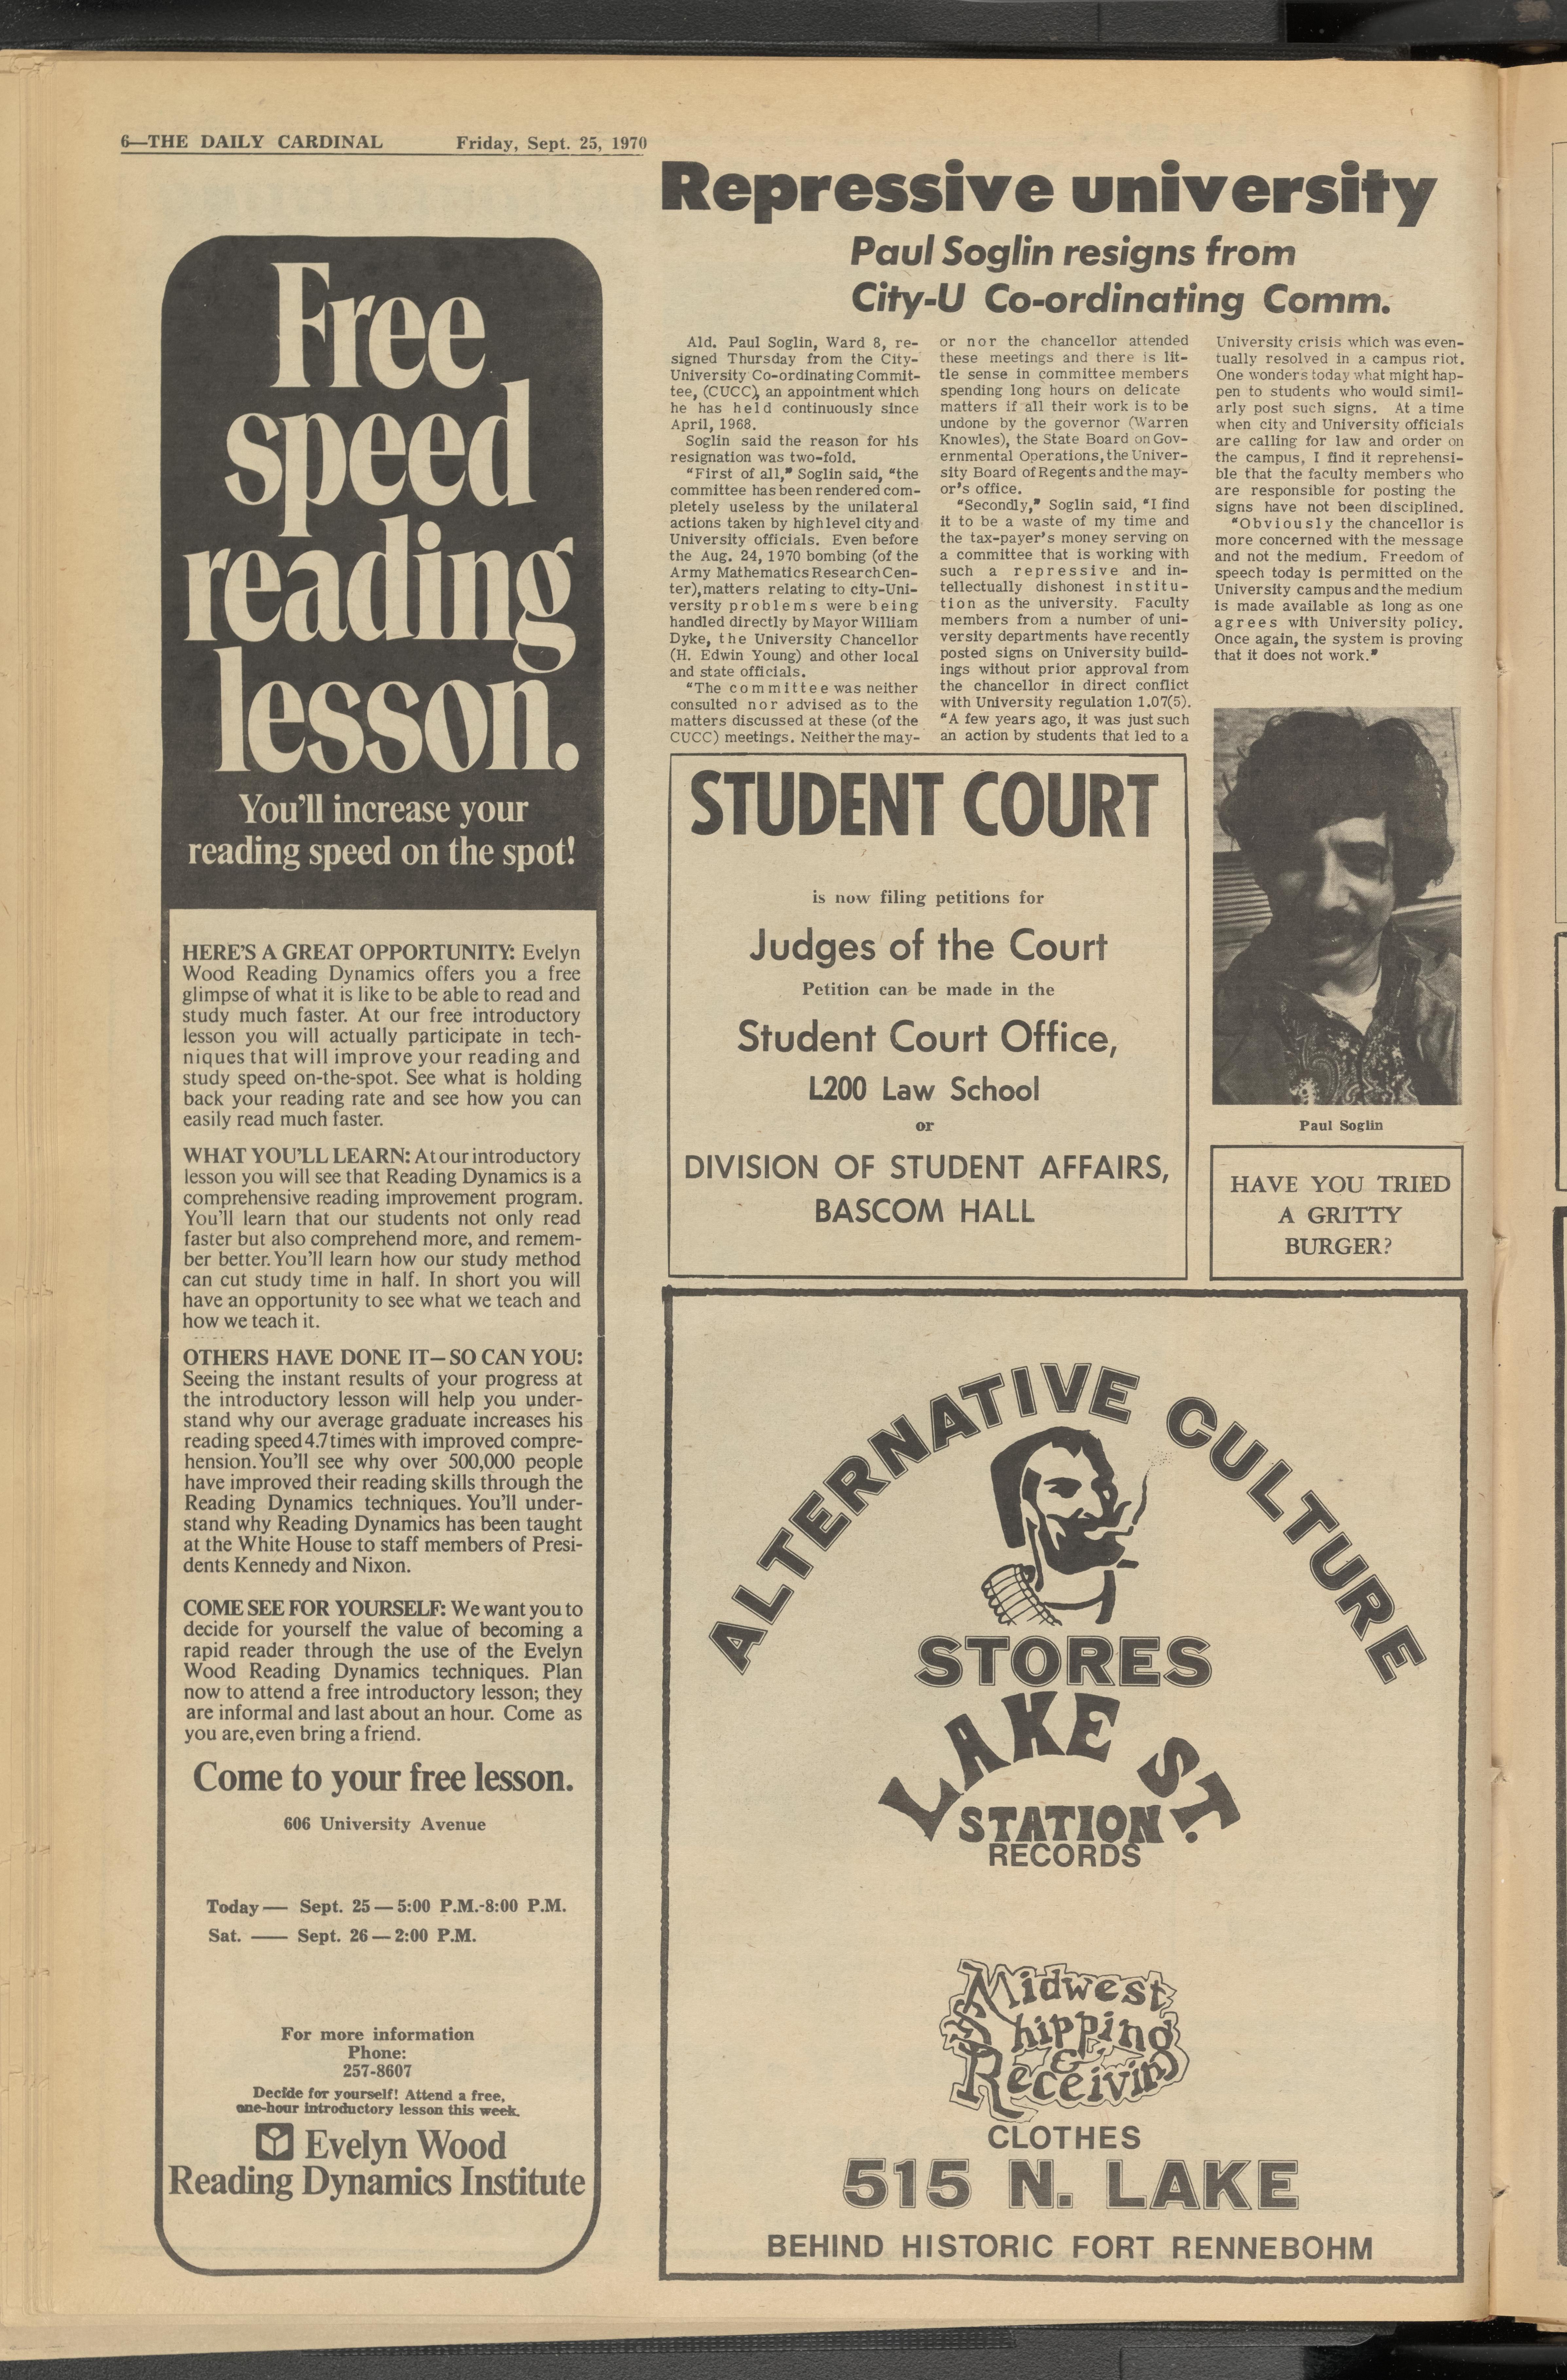 6—THE DAILY CARDINAL Friday, Sept. 25, 1970
Free
speed
reading
lesson.
You'll increase your
reading speed on the spot!
HERE'S A GREAT OPPORTUNITY: Evelyn
Wood Reading Dynamics offers you a free
glimpse of what it is like to be able to read and
study much faster. At our free introductory
lesson you will actually participate in tech-
niques that will improve your reading and
study speed on-the-spot. See what is holding
back your reading rate and see how you can
easily read much faster.
WHAT YOU'LL LEARN: At our introductory
lesson you will see that Reading Dynamics is a
comprehensive reading improvement program.
You'll learn that our students not only read
faster but also comprehend more, and remem-
ber better. You'll learn how our study method
can cut study time in half. In short you will
have an opportunity to see what we teach and
how we teach it.
OTHERS HAVE DONE IT—SO CAN YOU:
Seeing the instant results of your progress at
the introductory lesson will help you under-
stand why our average graduate increases his
reading speed 4.7 times with improved compre-
hension. You'll see why over 500,000 people
have improved their reading skills through the
Reading Dynamics techniques. You'll under-
stand why Reading Dynamics has been taught
at the White House to staff members of Presi-
dents Kennedy and Nixon.
COME SEE FOR YOURSELF: We want you to
decide for yourself the value of becoming a
rapid reader through the use of the Evelyn
Wood Reading Dynamics techniques. Plan
now to attend a free introductory lesson; they
are informal and last about an hour. Come as
you are, even bring a friend.
Come to your free lesson.
606 University Avenue
Today— Sept. 25—5:00 P.M.-8:00 P.M.
Sat. —— Sept. 26—2:00 P.M.
For more information
Phone:
257-8607
Decide for yourself! Attend a free,
one-hour introductory lesson this week.
Evelyn Wood
Reading Dynamics Institute
Repressive university
Paul Soglin resigns from
City-U Co-ordinating Comm.
Ald. Paul Soglin, Ward 8, re-
signed Thursday from the City-
University Co-ordinating Commit-
tee, (CUCC), an appointment which
he has held continuously since
April, 1968.
Soglin said the reason for his
resignation was two-fold.
"First of all," Soglin said, "the
committee has been rendered com-
pletely useless by the unilateral
actions taken by high level city and
University officials. Even before
the Aug. 24, 1970 bombing (of the
Army Mathematics Research Cen-
ter), matters relating to city-Uni-
versity problems were being
handled directly by Mayor William
Dyke, the University Chancellor
(H. Edwin Young) and other local
and state officials.
"The committee was neither
consulted nor advised as to the
matters discussed at these (of the
CUCC) meetings. Neither the may-
or nor the chancellor attended
these meetings and there is lit-
tle sense in committee members
spending long hours on delicate
matters if all their work is to be
undone by the governor (Warren
Knowles), the State Board on Gov-
ernmental Operations, the Univer-
sity Board of Regents and the may-
or's office.
"Secondly," Soglin said, "I find
it to be a waste of my time and
the tax-payer's money serving on
a committee that is working with
such a repressive and in-
tellectually dishonest institu-
tion as the university. Faculty
members from a number of uni-
versity departments have recently
posted signs on University build-
ings without prior approval from
the chancellor in direct conflict
with University regulation 1.07(5).
"A few years ago, it was just such
an action by students that led to a
University crisis which was even-
tually resolved in a campus riot.
One wonders today what might hap-
pen to students who would simil-
arly post such signs. At a time
when city and University officials
are calling for law and order on
the campus, I find it reprehensi-
ble that the faculty members who
are responsible for posting the
signs have not been disciplined.
"Obviously the chancellor is
more concerned with the message
and not the medium. Freedom of
speech today is permitted on the
University campus and the medium
is made available as long as one
agrees with University policy.
Once again, the system is proving
that it does not work."
Paul Soglin
STUDENT COURT
is now filing petitions for
Judges of the Court
Petition can be made in the
Student Court Office,
L200 Law School
or
DIVISION OF STUDENT AFFAIRS,
BASCOM HALL
HAVE YOU TRIED
A GRITTY
BURGER?
ALTERNATIVE CULTURE
STORES
LAKE ST.
STATION
RECORDS
Midwest
Shipping
&
Receiving
CLOTHES
515 N. LAKE
BEHIND HISTORIC FORT RENNEBOHM